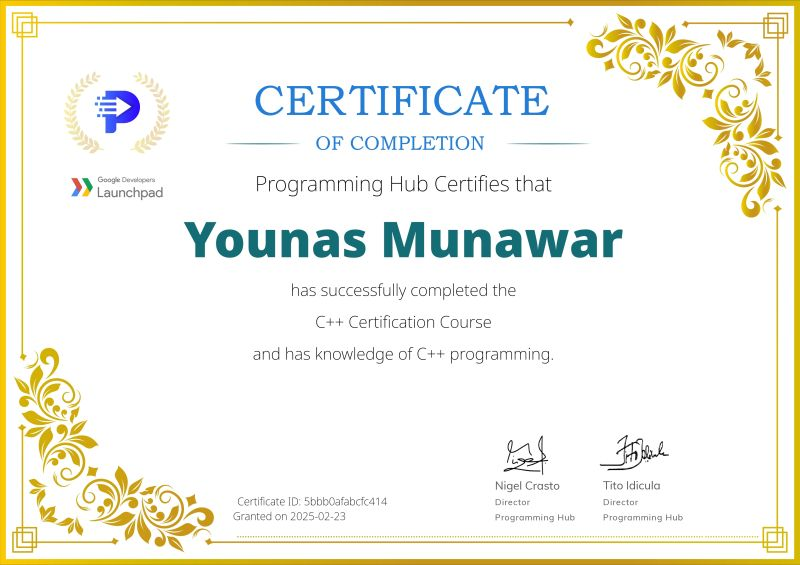 CERTIFICATE
OF COMPLETION
Google Developers
Launchpad
Programming Hub Certifies that
Younas Munawar
has successfully completed the
C++ Certification Course
and has knowledge of C++ programming.
Nigel Crasto
Director
Programming Hub
Tito Idicula
Director
Programming Hub
Certificate ID: 5bbb0afabcfc414
Granted on 2025-02-23